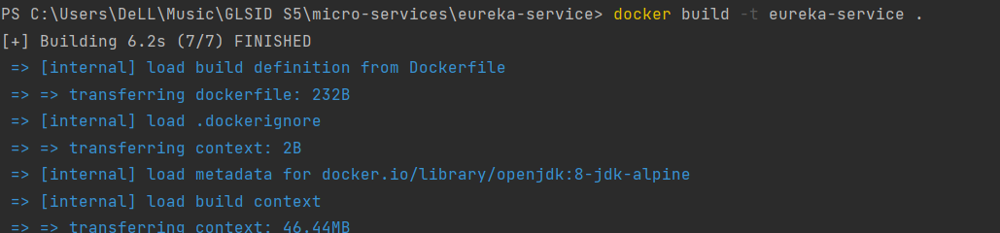 PS C:\Users\DeLL\Music\GLSID S5\micro-services\eureka-service> docker build -t eureka-service .
[+] Building 6.2s (7/7) FINISHED
=> [internal] load build definition from Dockerfile
=> => transferring dockerfile: 232B
=> [internal] load .dockerignore
=> => transferring context: 2B
=> [internal] load metadata for docker.io/library/openjdk:8-jdk-alpine
=> [internal] load build context
=> => transferring context: 46.44MB